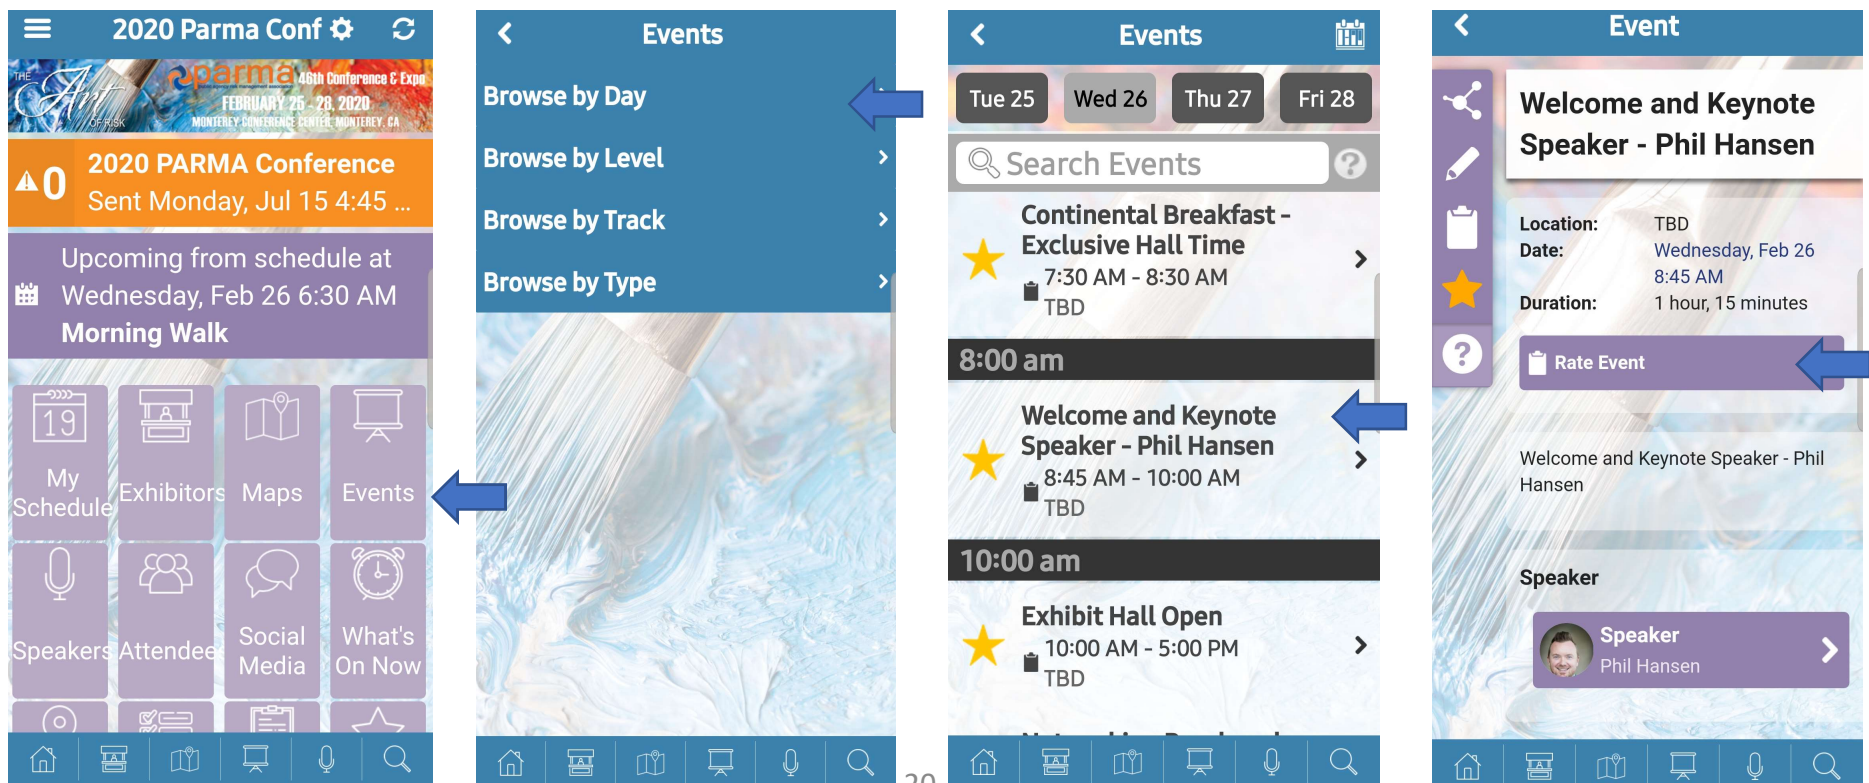 2020 Parma Conf
THE
Art
OF RISK
parma
46th Conference & Expo
FEBRUARY 25 - 28, 2020
MONTEREY CONFERENCE CENTER, MONTEREY, CA
0
2020 PARMA Conference
Sent Monday, Jul 15 4:45 ...
Upcoming from schedule at
Wednesday, Feb 26 6:30 AM
Morning Walk
19
My
Schedule
Exhibitors
Maps
Events
Speakers
Attendee
Social
Media
What's
On Now
Events
Browse by Day
Browse by Level
Browse by Track
Browse by Type
Events
Tue 25
Wed 26
Thu 27
Fri 28
Search Events
?
Continental Breakfast -
Exclusive Hall Time
7:30 AM - 8:30 AM
TBD
8:00 am
Welcome and Keynote
Speaker - Phil Hansen
8:45 AM - 10:00 AM
TBD
10:00 am
Exhibit Hall Open
10:00 AM - 5:00 PM
TBD
Event
Welcome and Keynote
Speaker - Phil Hansen
Location: TBD
Date: Wednesday, Feb 26
8:45 AM
Duration: 1 hour, 15 minutes
?
Rate Event
Welcome and Keynote Speaker - Phil
Hansen
Speaker
Speaker
Phil Hansen